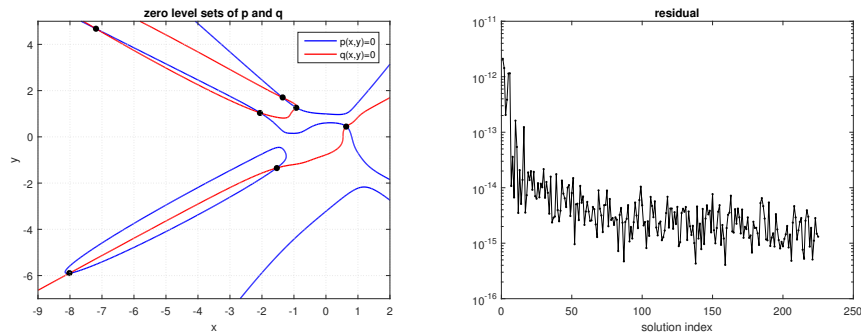 zero level sets of p and q
p(x,y)=0
q(x,y)=0
y
4
2
0
-2
-4
-6
-9 -8 -7 -6 -5 -4 -3 -2 -1 0 1 2
x
residual
10^-11
10^-12
10^-13
10^-14
10^-15
10^-16
0 50 100 150 200 250
solution index